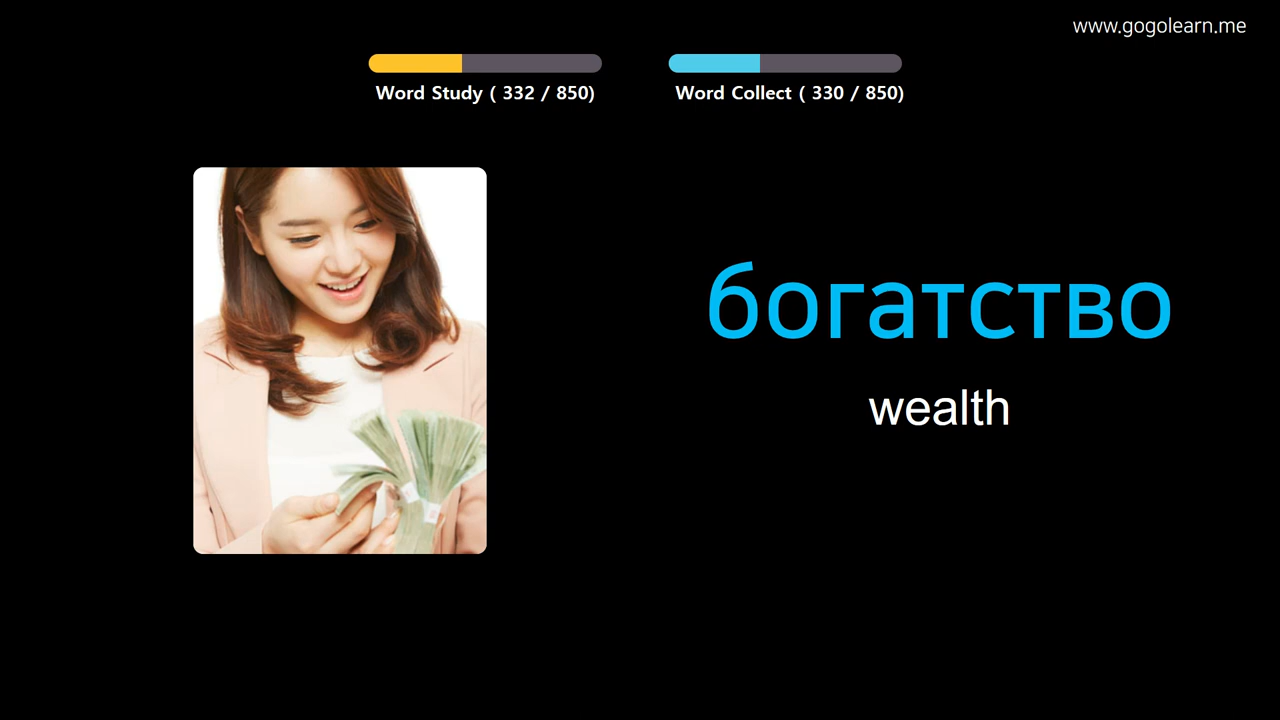 www.gogolearn.me
Word Study ( 332 / 850)
Word Collect ( 330 / 850)
богатство
wealth